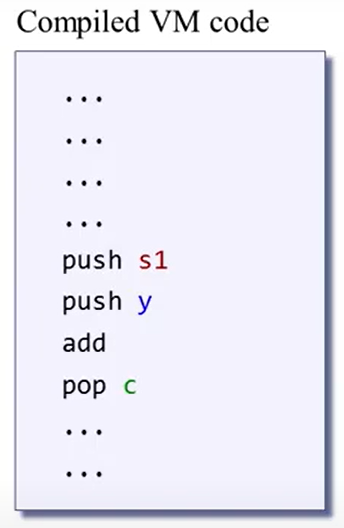 Compiled VM code
...
...
...
...
push s1
push y
add
pop c
...
...